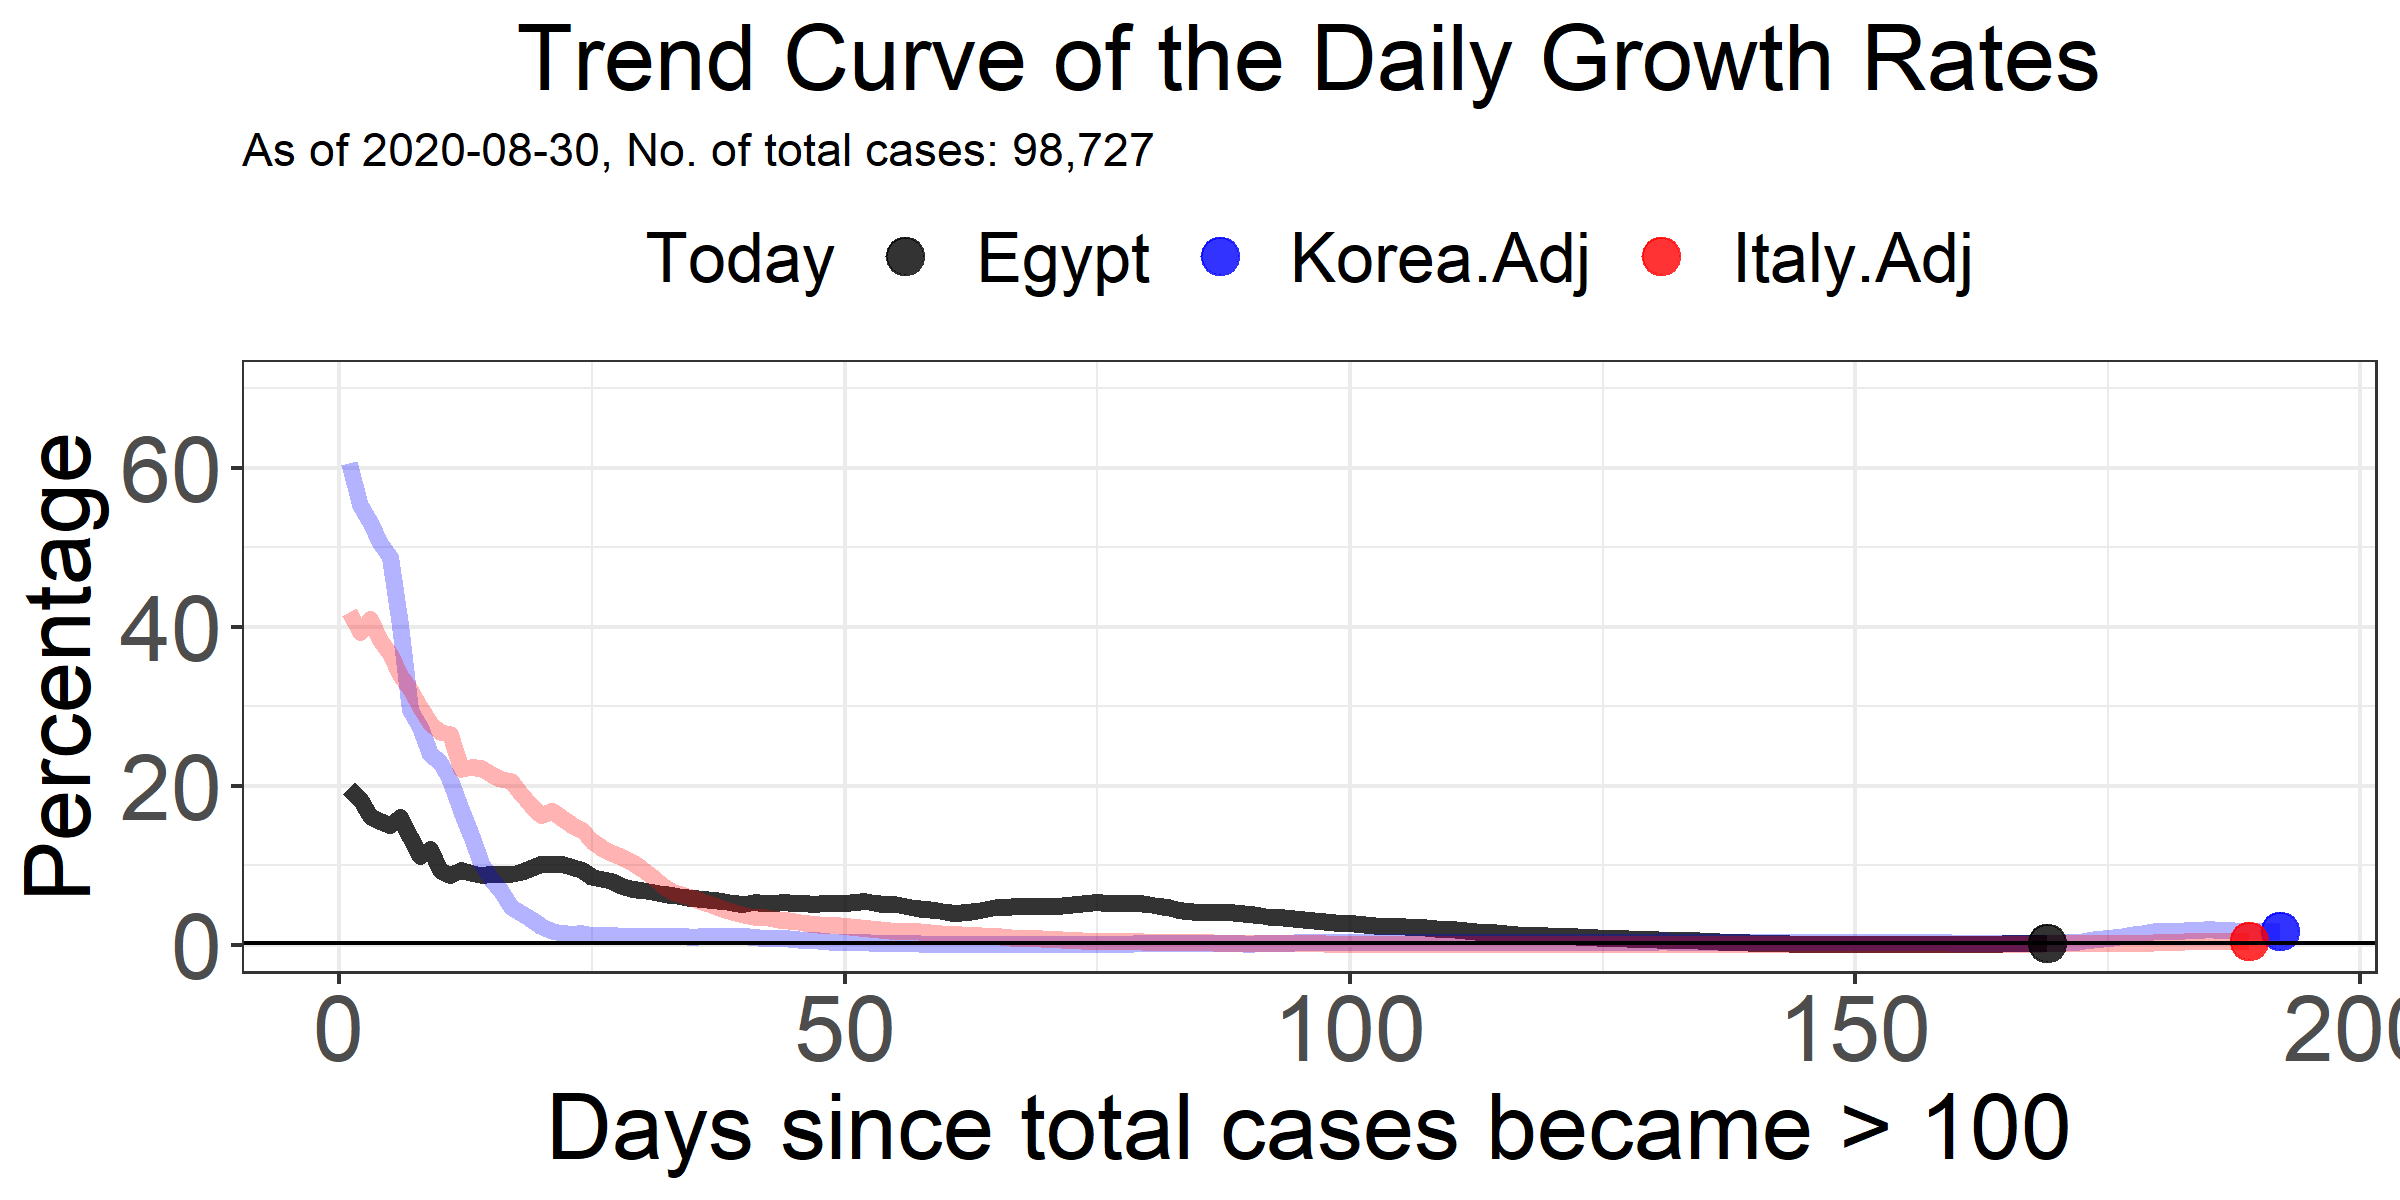 Trend Curve of the Daily Growth Rates
As of 2020-08-30, No. of total cases: 98,727
Today Egypt Korea.Adj Italy.Adj
Percentage
60
40
20
0
0 50 100 150 200
Days since total cases became > 100